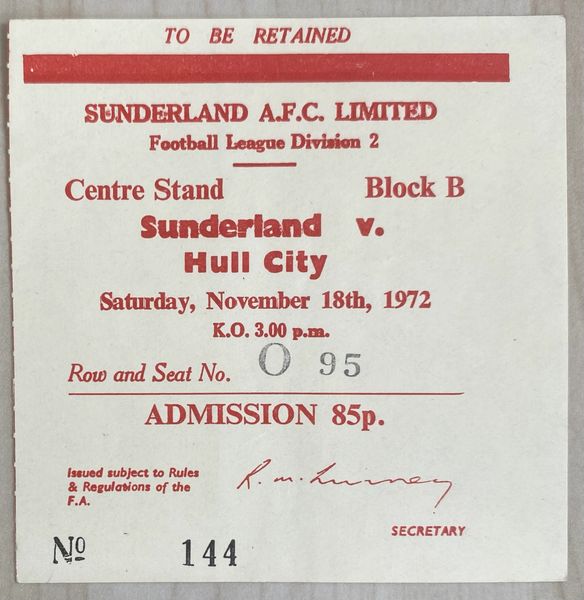 TO BE RETAINED
SUNDERLAND A.F.C. LIMITED
Football League Division 2
Centre Stand Block B
Sunderland v.
Hull City
Saturday, November 18th, 1972
K.O. 3.00 p.m.
Row and Seat No. O 95
ADMISSION 85p.
Issued subject to Rules
& Regulations of the
F.A.
SECRETARY
Nº 144